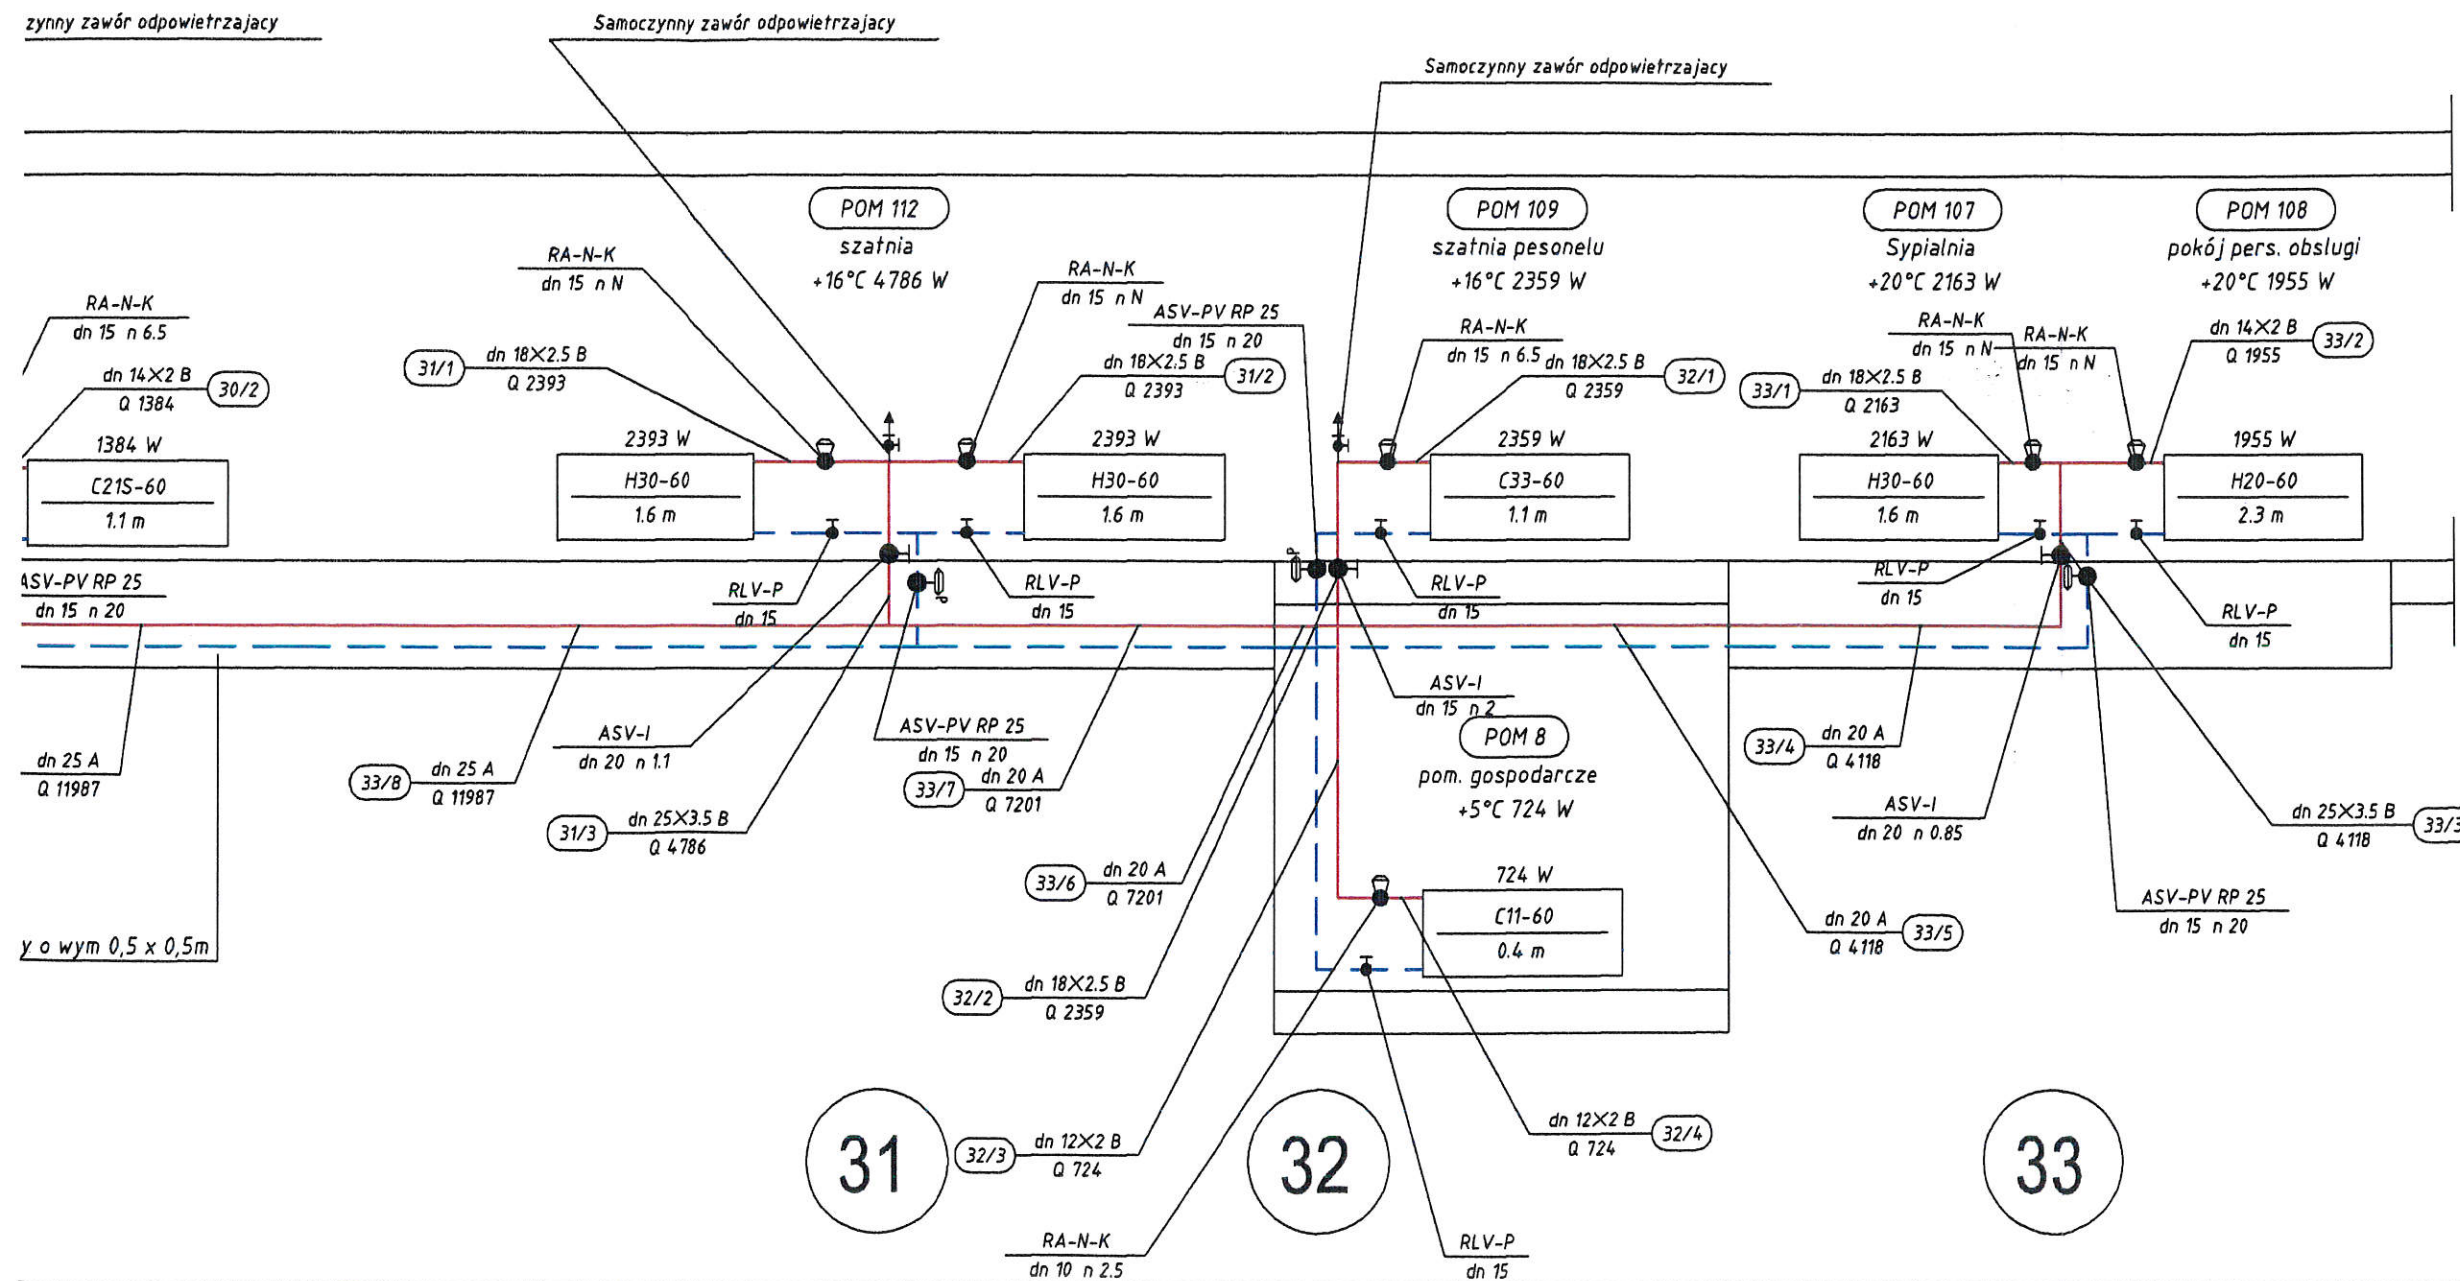 zynny zawór odpowietrzajacy
Samoczynny zawór odpowietrzajacy
Samoczynny zawór odpowietrzajacy
POM 112
szatnia
+16°C 4786 W
POM 109
szatnia pesonelu
+16°C 2359 W
POM 107
Sypialnia
+20°C 2163 W
POM 108
pokój pers. obslugi
+20°C 1955 W
RA-N-K
dn 15 n 6.5
dn 14X2 B
Q 1384
30/2
1384 W
C21S-60
1.1 m
RA-N-K
dn 15 n N
31/1
dn 18X2.5 B
Q 2393
RA-N-K
dn 15 n N
dn 18X2.5 B
Q 2393
31/2
2393 W
H30-60
1.6 m
2393 W
H30-60
1.6 m
ASV-PV RP 25
dn 15 n 20
RA-N-K
dn 15 n 6.5
dn 18X2.5 B
Q 2359
32/1
2359 W
C33-60
1.1 m
RA-N-K
dn 15 n N
RA-N-K
dn 15 n N
33/1
dn 18X2.5 B
Q 2163
dn 14X2 B
Q 1955
33/2
2163 W
H30-60
1.6 m
1955 W
H20-60
2.3 m
ASV-PV RP 25
dn 15 n 20
RLV-P
dn 15
P
RLV-P
dn 15
P
RLV-P
dn 15
RLV-P
dn 15
RLV-P
dn 15
dn 25 A
Q 11987
33/8
dn 25 A
Q 11987
ASV-I
dn 20 n 1.1
31/3
dn 25X3.5 B
Q 4786
ASV-PV RP 25
dn 15 n 20
33/7
dn 20 A
Q 7201
ASV-I
dn 15 n 2
POM 8
pom. gospodarcze
+5°C 724 W
33/4
dn 20 A
Q 4118
ASV-I
dn 20 n 0.85
dn 25X3.5 B
Q 4118
33/3
33/6
dn 20 A
Q 7201
724 W
C11-60
0.4 m
dn 20 A
Q 4118
33/5
ASV-PV RP 25
dn 15 n 20
y o wym 0,5 x 0,5m
32/2
dn 18X2.5 B
Q 2359
32/3
dn 12X2 B
Q 724
dn 12X2 B
Q 724
32/4
31
32
33
RA-N-K
dn 10 n 2.5
RLV-P
dn 15